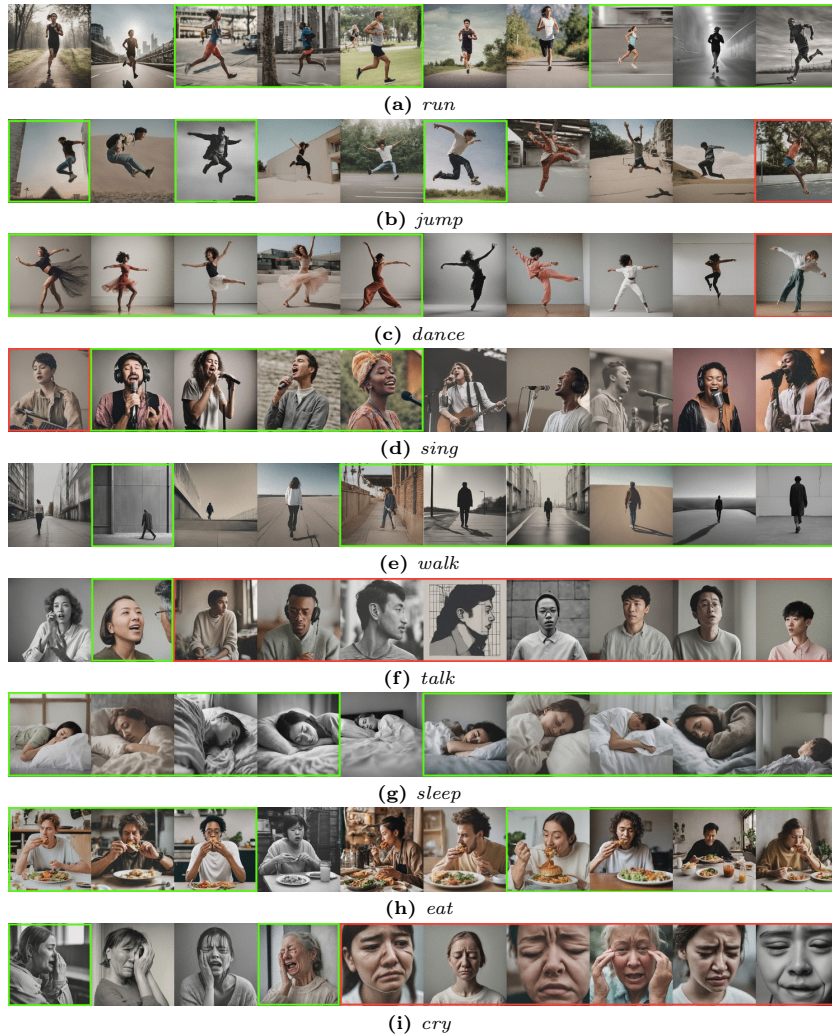 (a) run
(b) jump
(c) dance
(d) sing
(e) walk
(f) talk
(g) sleep
(h) eat
(i) cry